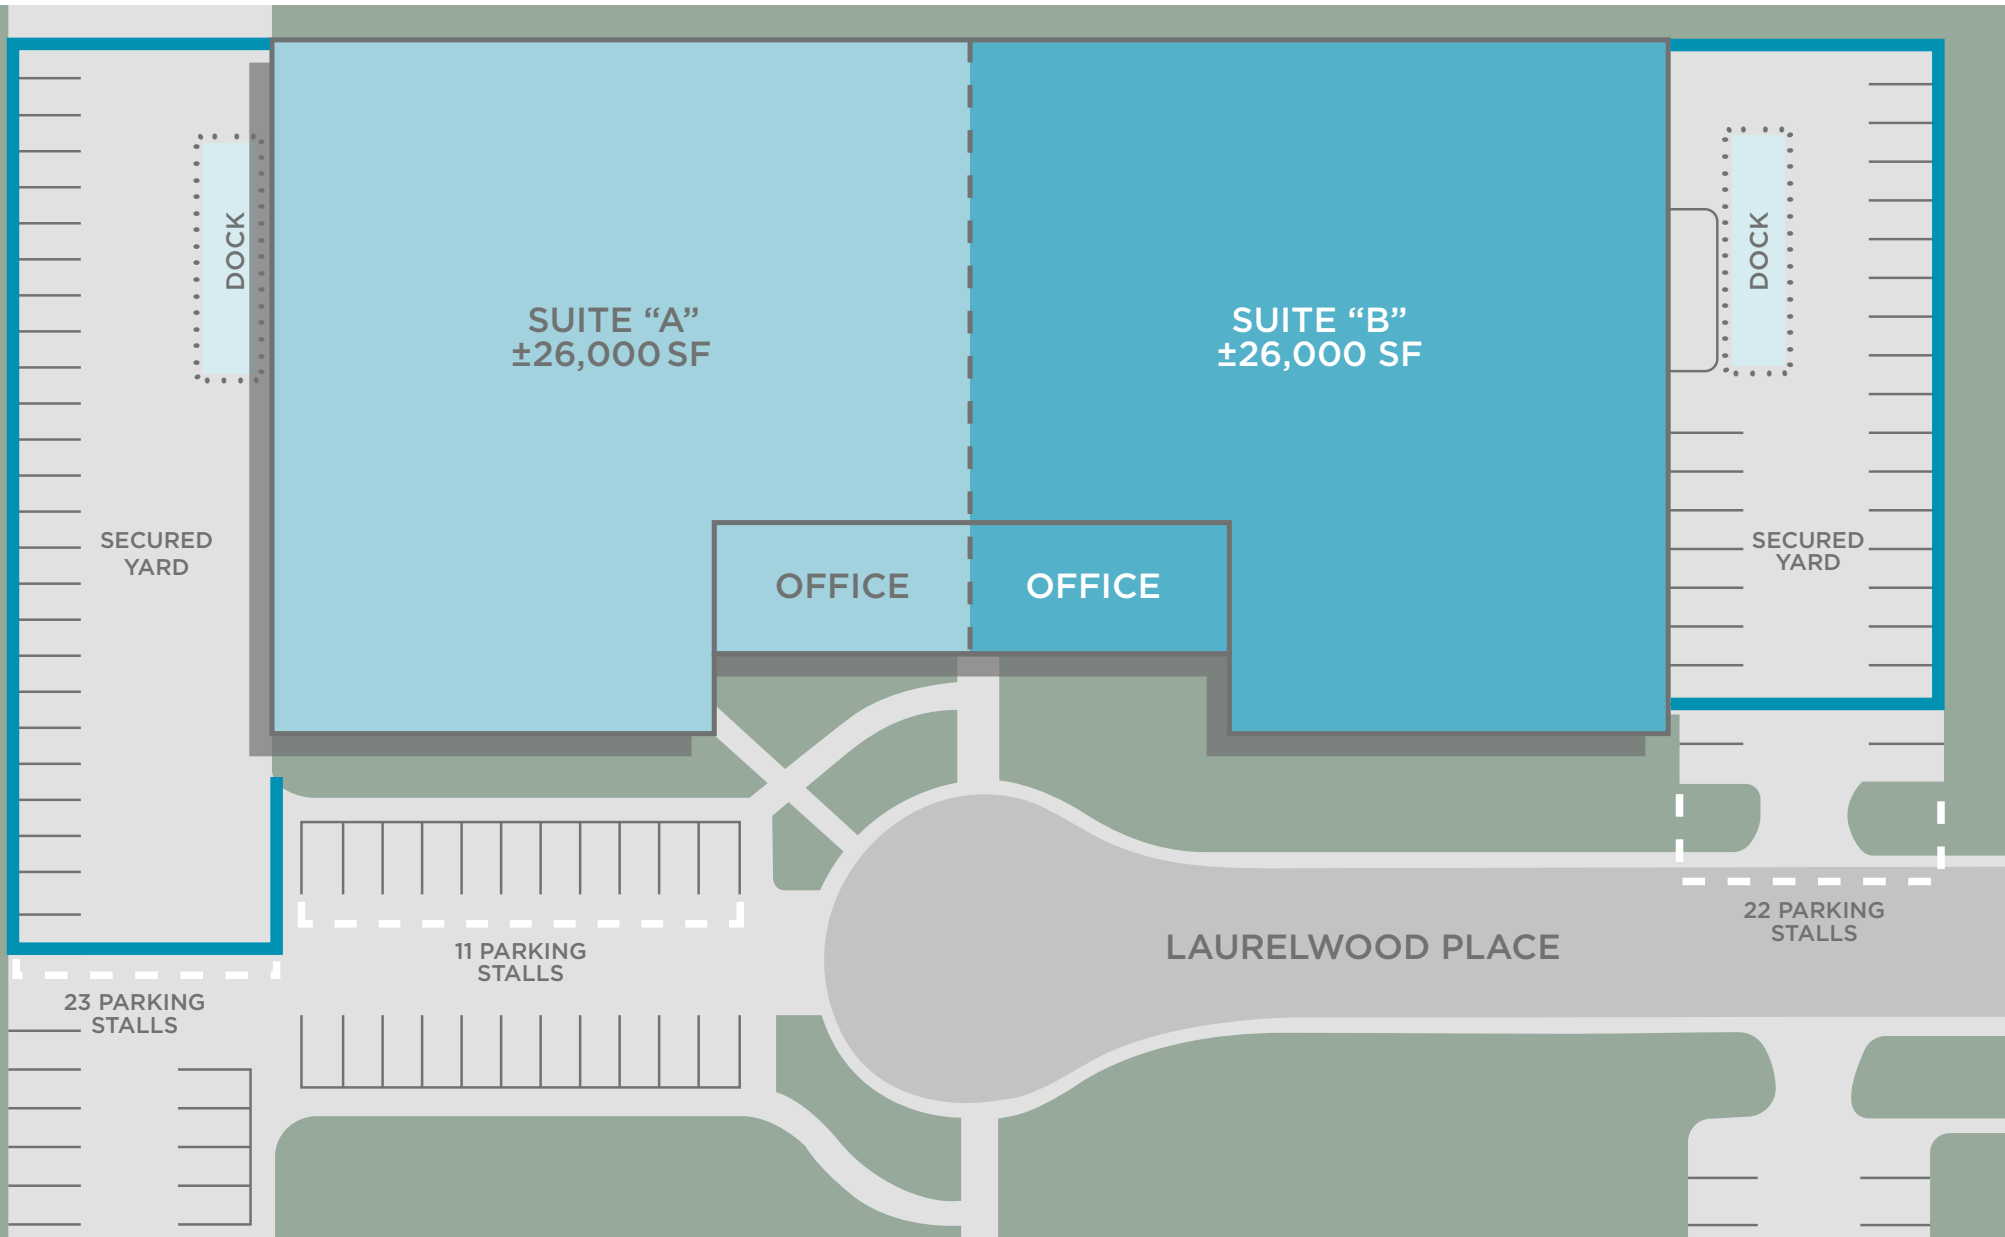 DOCK
SUITE “A”
±26,000 SF
SUITE “B”
±26,000 SF
DOCK
SECURED
YARD
OFFICE
OFFICE
SECURED
YARD
11 PARKING
STALLS
LAURELWOOD PLACE
22 PARKING
STALLS
23 PARKING
STALLS